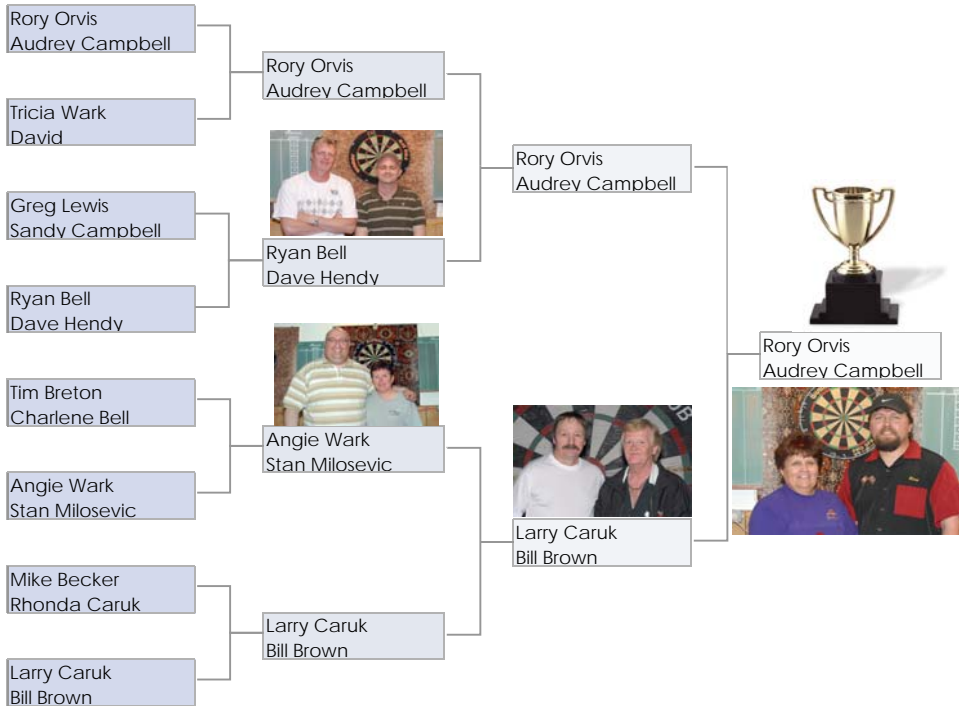 Rory Orvis
Audrey Campbell
Tricia Wark
David
Greg Lewis
Sandy Campbell
Ryan Bell
Dave Hendy
Tim Breton
Charlene Bell
Angie Wark
Stan Milosevic
Mike Becker
Rhonda Caruk
Larry Caruk
Bill Brown
Rory Orvis
Audrey Campbell
Ryan Bell
Dave Hendy
Angie Wark
Stan Milosevic
Larry Caruk
Bill Brown
Rory Orvis
Audrey Campbell
Larry Caruk
Bill Brown
Rory Orvis
Audrey Campbell